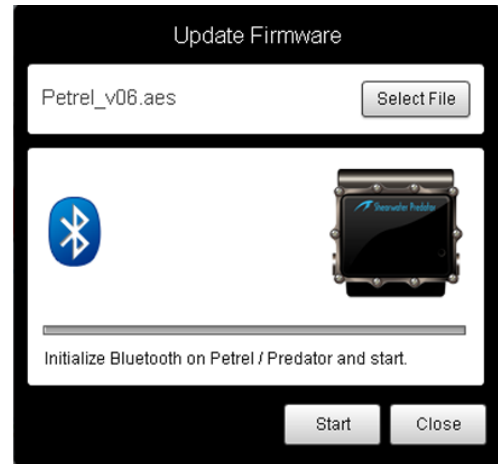 Update Firmware
Petrel_v06.aes
Select File
Shearwater Predator
Initialize Bluetooth on Petrel / Predator and start.
Start
Close